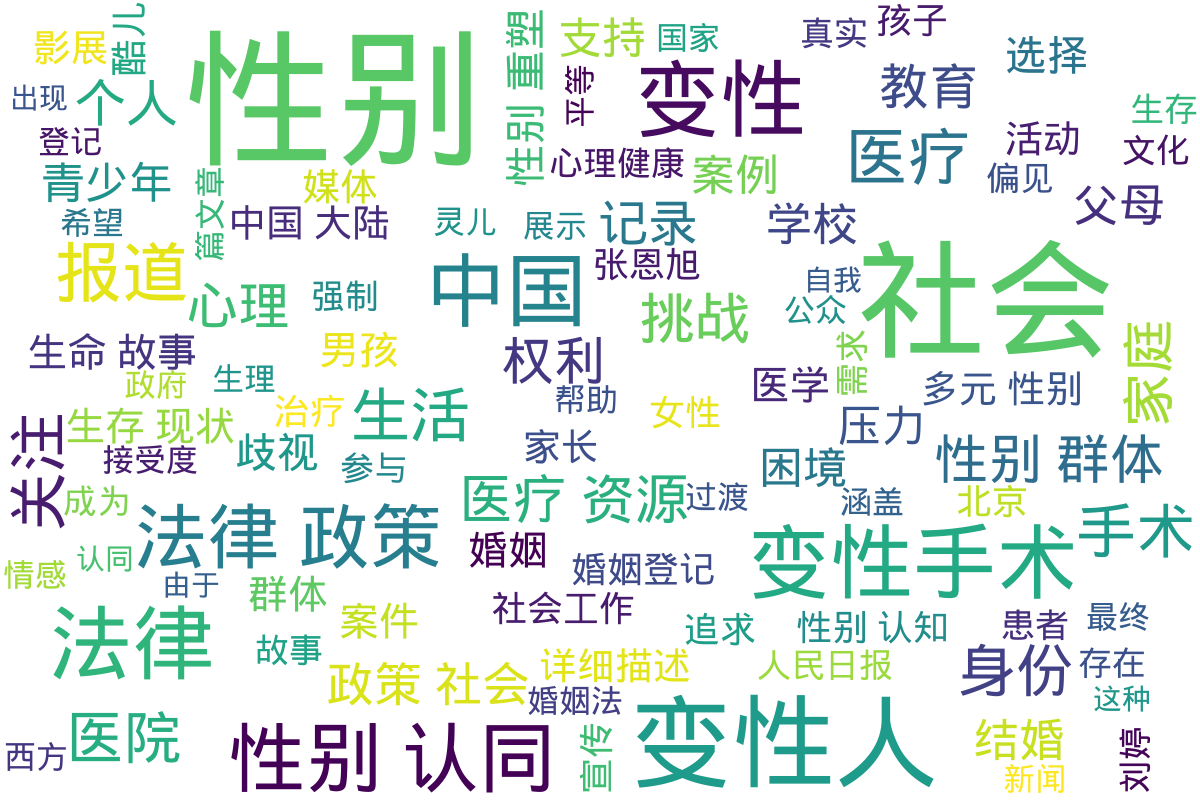 性别
社会
变性
影展
酷儿
性别 重塑
支持
国家
真实
孩子
选择
出现
个人
平等
教育
生存
登记
青少年
篇文章
媒体
心理健康
案例
医疗
活动
偏见
文化
希望
中国 大陆
灵儿
展示
记录
学校
父母
报道
心理
强制
中国
张恩旭
自我
公众
挑战
生命 故事
男孩
权利
需求
家庭
政府
生理
治疗
生活
帮助
女性
医学
多元 性别
关注
生存 现状
接受度
歧视
参与
家长
压力
困境
性别 群体
成为
法律 政策
医疗 资源
过渡
涵盖
北京
手术
情感
认同
由于
群体
婚姻
婚姻登记
变性手术
法律
故事
案件
社会工作
追求
性别 认知
患者
最终
政策 社会
详细描述
人民日报
身份
存在
婚姻法
这种
医院
西方
性别 认同
宣传
变性人
结婚
新闻
刘婷